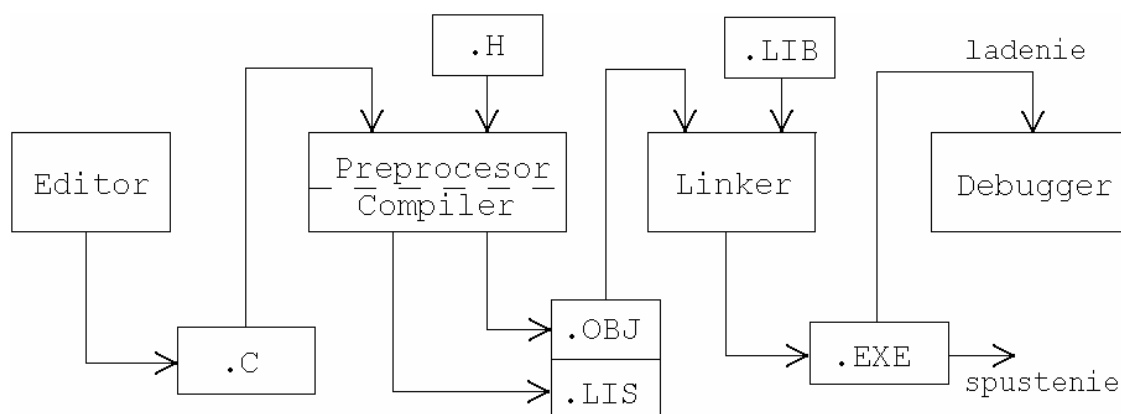 .H
.LIB
ladenie
Editor
Preprocesor
Compiler
Linker
Debugger
.C
.OBJ
.LIS
.EXE
spustenie